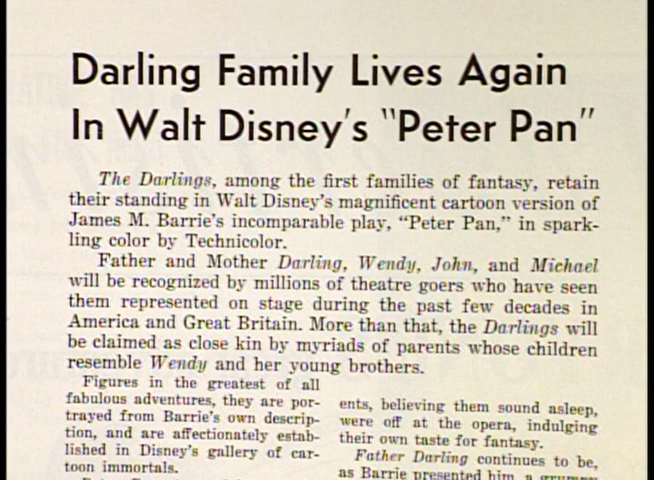 Darling Family Lives Again
In Walt Disney's "Peter Pan"
The Darlings, among the first families of fantasy, retain
their standing in Walt Disney's magnificent cartoon version of
James M. Barrie's incomparable play, "Peter Pan," in spark-
ling color by Technicolor.
Father and Mother Darling, Wendy, John, and Michael
will be recognized by millions of theatre goers who have seen
them represented on stage during the past few decades in
America and Great Britain. More than that, the Darlings will
be claimed as close kin by myriads of parents whose children
resemble Wendy and her young brothers.
Figures in the greatest of all
fabulous adventures, they are por-
trayed from Barrie's own descrip-
tion, and are affectionately estab-
lished in Disney's gallery of car-
toon immortals.
ents, believing them sound asleep,
were off at the opera, indulging
their own taste for fantasy.
Father Darling continues to be,
as Barrie presented him, a grumpy